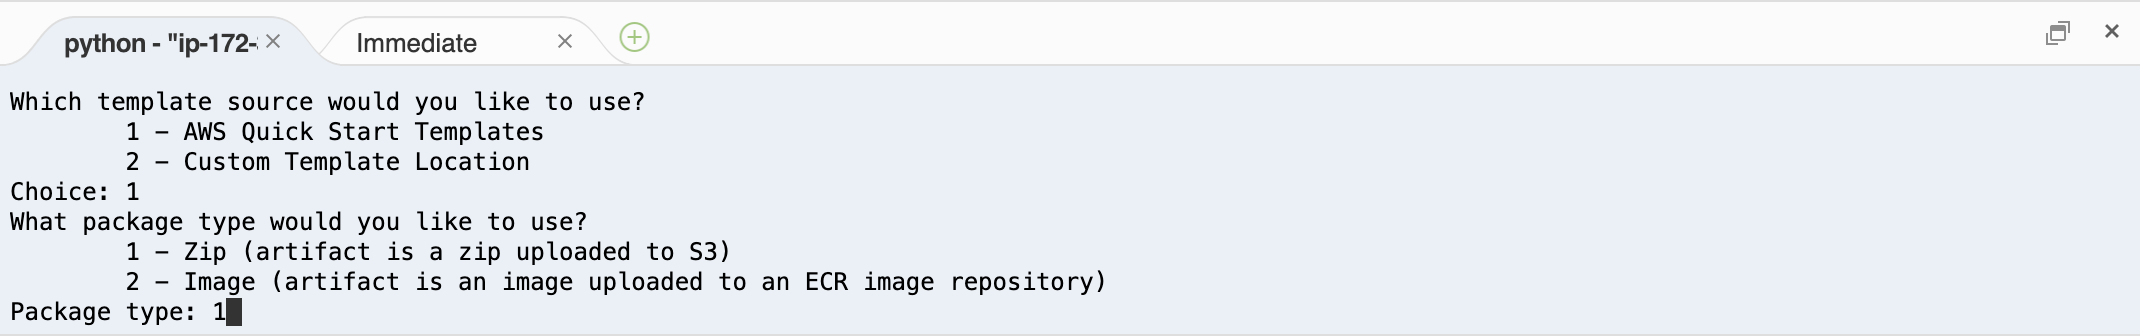 python - "ip-172-
Immediate
Which template source would you like to use?
1 – AWS Quick Start Templates
2 – Custom Template Location
Choice: 1
What package type would you like to use?
1 – Zip (artifact is a zip uploaded to S3)
2 – Image (artifact is an image uploaded to an ECR image repository)
Package type: 1